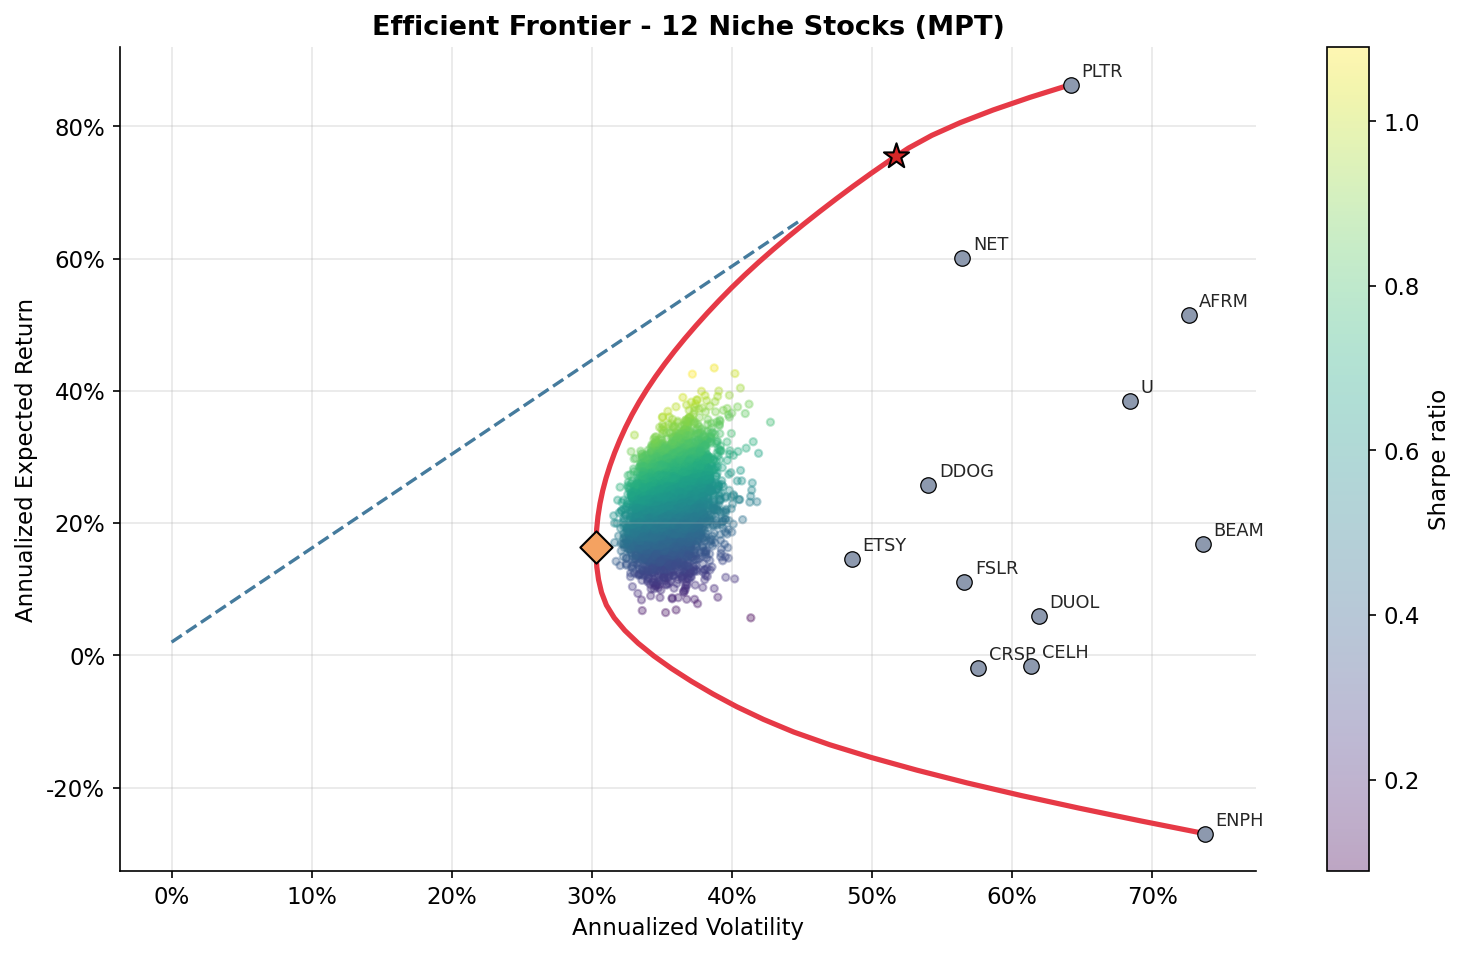 Efficient Frontier - 12 Niche Stocks (MPT)
Annualized Expected Return
80%
60%
40%
20%
0%
-20%
PLTR
NET
AFRM
U
DDOG
BEAM
ETSY
FSLR
DUOL
CRSP
CELH
ENPH
0%
10%
20%
30%
40%
50%
60%
70%
Annualized Volatility
1.0
0.8
0.6
0.4
0.2
Sharpe ratio